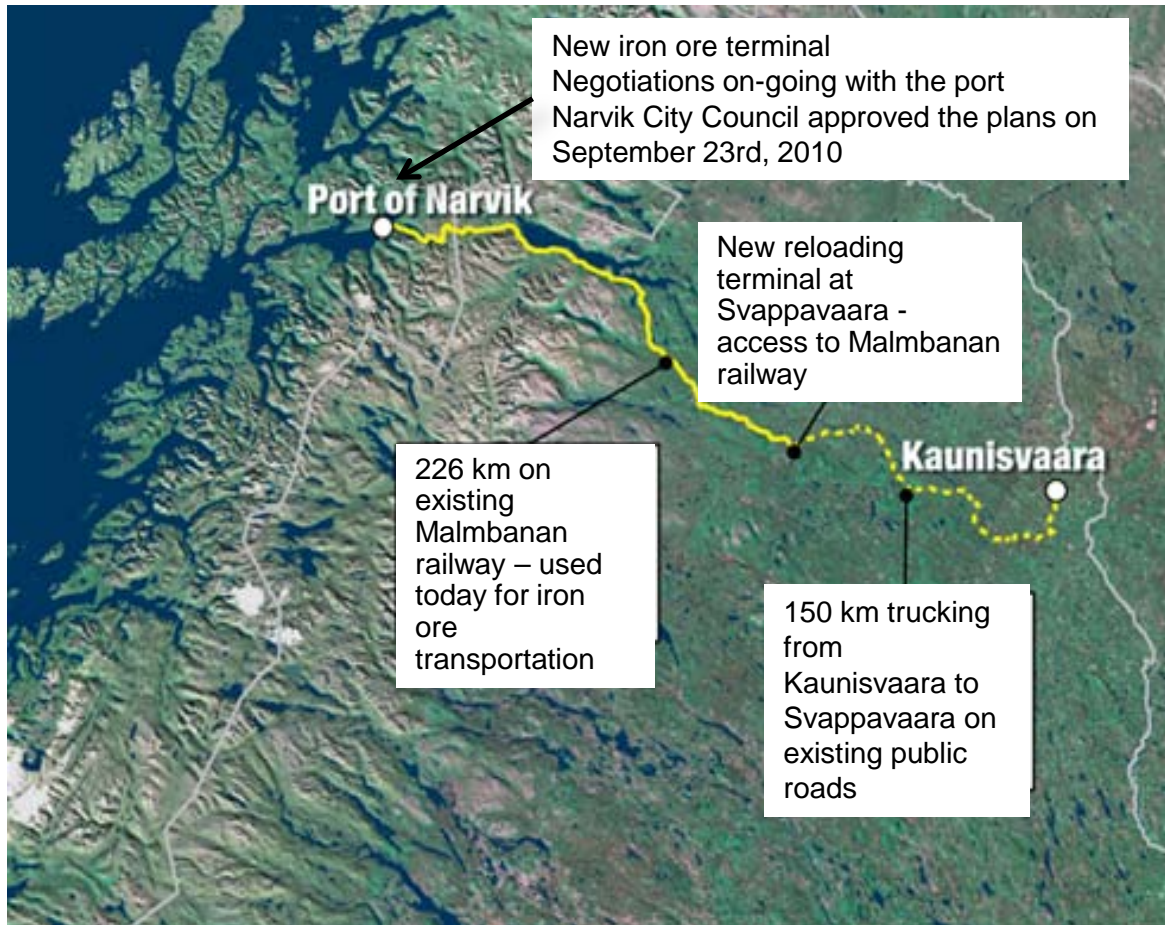 New iron ore terminal
Negotiations on-going with the port
Narvik City Council approved the plans on
September 23rd, 2010
Port of Narvik
New reloading
terminal at
Svappavaara -
access to Malmbanan
railway
Kaunisvaara
226 km on
existing
Malmbanan
railway – used
today for iron
ore
transportation
150 km trucking
from
Kaunisvaara to
Svappavaara on
existing public
roads